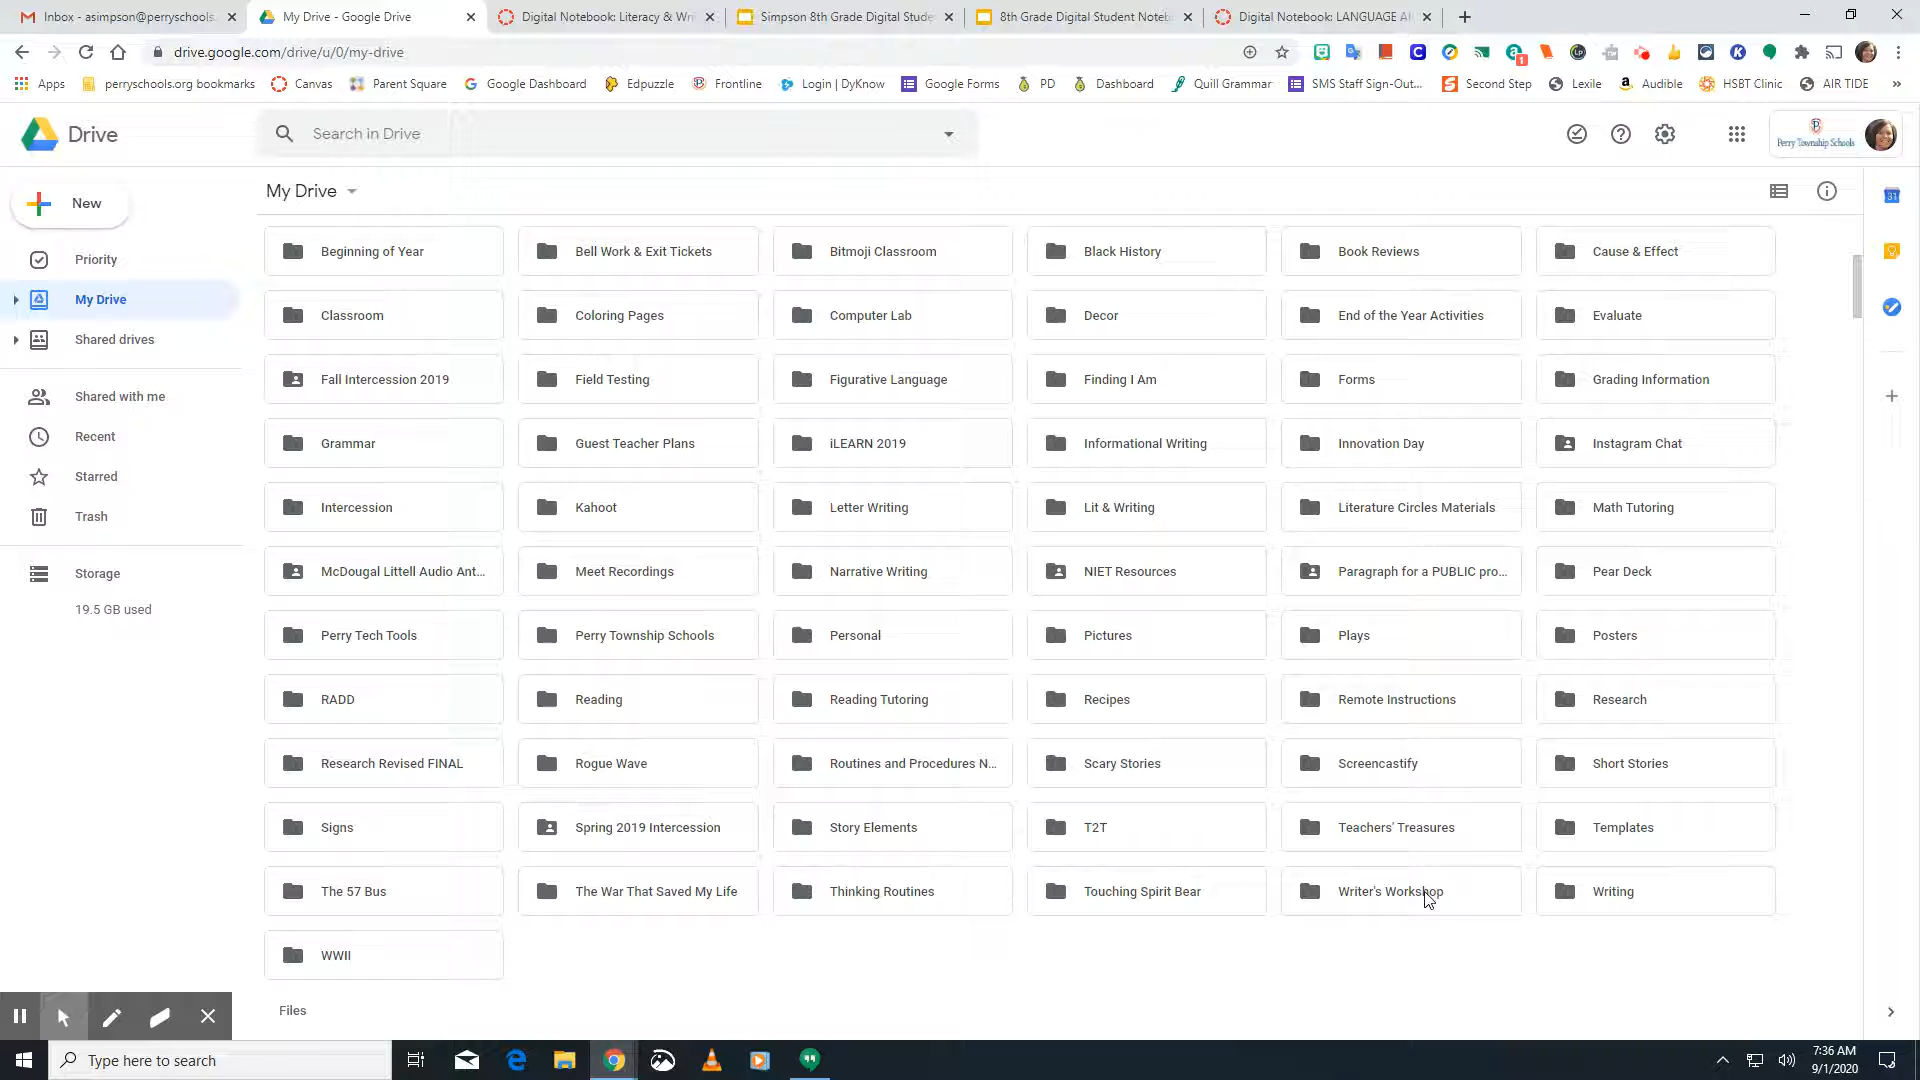 Inbox - asimpson@perryschools.
My Drive - Google Drive
Digital Notebook: Literacy & Wri
Simpson 8th Grade Digital Stude
8th Grade Digital Student Noteb
Digital Notebook: LANGUAGE A
drive.google.com/drive/u/0/my-drive
Apps
perryschools.org bookmarks
Canvas
Parent Square
Google Dashboard
Edpuzzle
Frontline
Login | DyKnow
Google Forms
PD
Dashboard
Quill Grammar
SMS Staff Sign-Out...
Second Step
Lexile
Audible
HSBT Clinic
AIR TIDE
»
Drive
Search in Drive
Perry Township Schools
New
My Drive
Priority
My Drive
Shared drives
Shared with me
Recent
Starred
Trash
Storage
19.5 GB used
Beginning of Year
Bell Work & Exit Tickets
Bitmoji Classroom
Black History
Book Reviews
Cause & Effect
Classroom
Coloring Pages
Computer Lab
Decor
End of the Year Activities
Evaluate
Fall Intercession 2019
Field Testing
Figurative Language
Finding I Am
Forms
Grading Information
Grammar
Guest Teacher Plans
iLEARN 2019
Informational Writing
Innovation Day
Instagram Chat
Intercession
Kahoot
Letter Writing
Lit & Writing
Literature Circles Materials
Math Tutoring
McDougal Littell Audio Ant...
Meet Recordings
Narrative Writing
NIET Resources
Paragraph for a PUBLIC pro...
Pear Deck
Perry Tech Tools
Perry Township Schools
Personal
Pictures
Plays
Posters
RADD
Reading
Reading Tutoring
Recipes
Remote Instructions
Research
Research Revised FINAL
Rogue Wave
Routines and Procedures N...
Scary Stories
Screencastify
Short Stories
Signs
Spring 2019 Intercession
Story Elements
T2T
Teachers' Treasures
Templates
The 57 Bus
The War That Saved My Life
Thinking Routines
Touching Spirit Bear
Writer's Workshop
Writing
WWII
Files
31
Type here to search
7:36 AM
9/1/2020